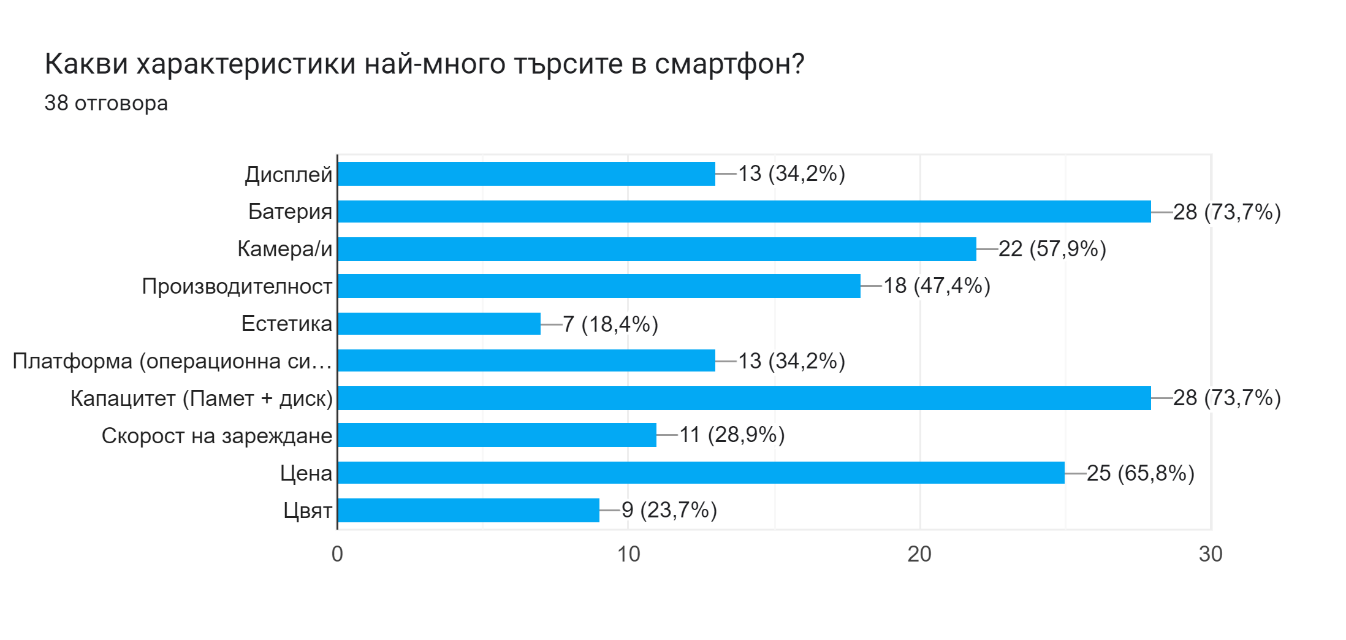 Какви характеристики най-много търсите в смартфон?
38 отговора
Дисплей 13 (34,2%)
Батерия 28 (73,7%)
Камера/и 22 (57,9%)
Производителност 18 (47,4%)
Естетика 7 (18,4%)
Платформа (операционна си… 13 (34,2%)
Капацитет (Памет + диск) 28 (73,7%)
Скорост на зареждане 11 (28,9%)
Цена 25 (65,8%)
Цвят 9 (23,7%)
0 10 20 30